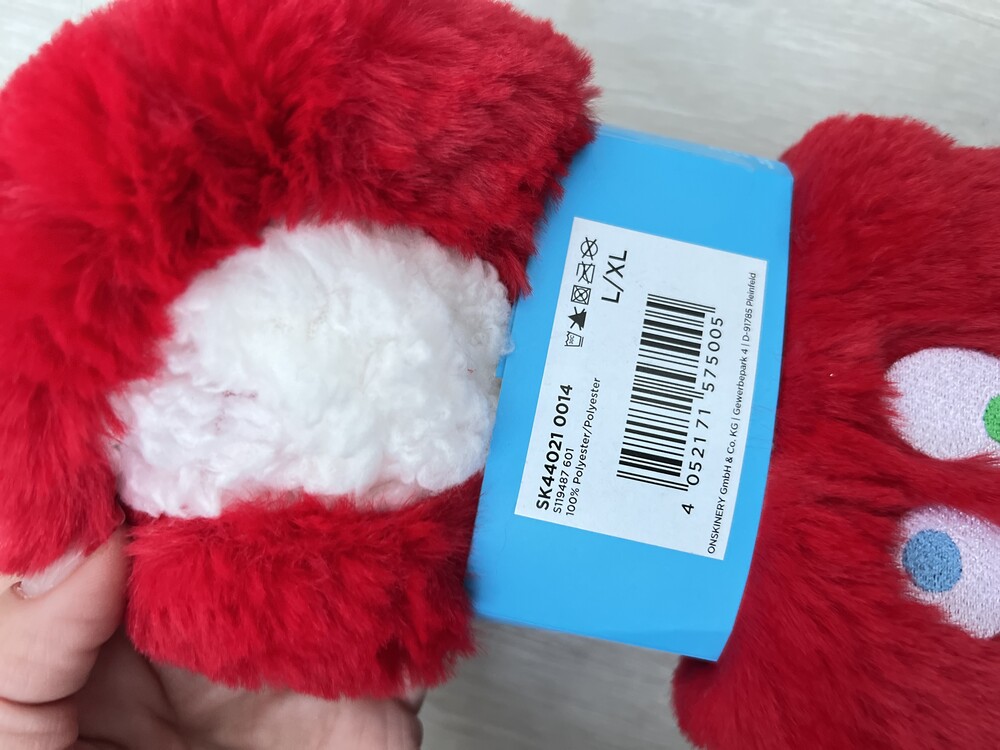 L/XL
SK44021 0014
S119487 601
100% Polyester/Polyester
4 052171 575005
ONSKINERY GmbH & Co. KG | Gewerbepark 4 | D-91785 Pleinfeld